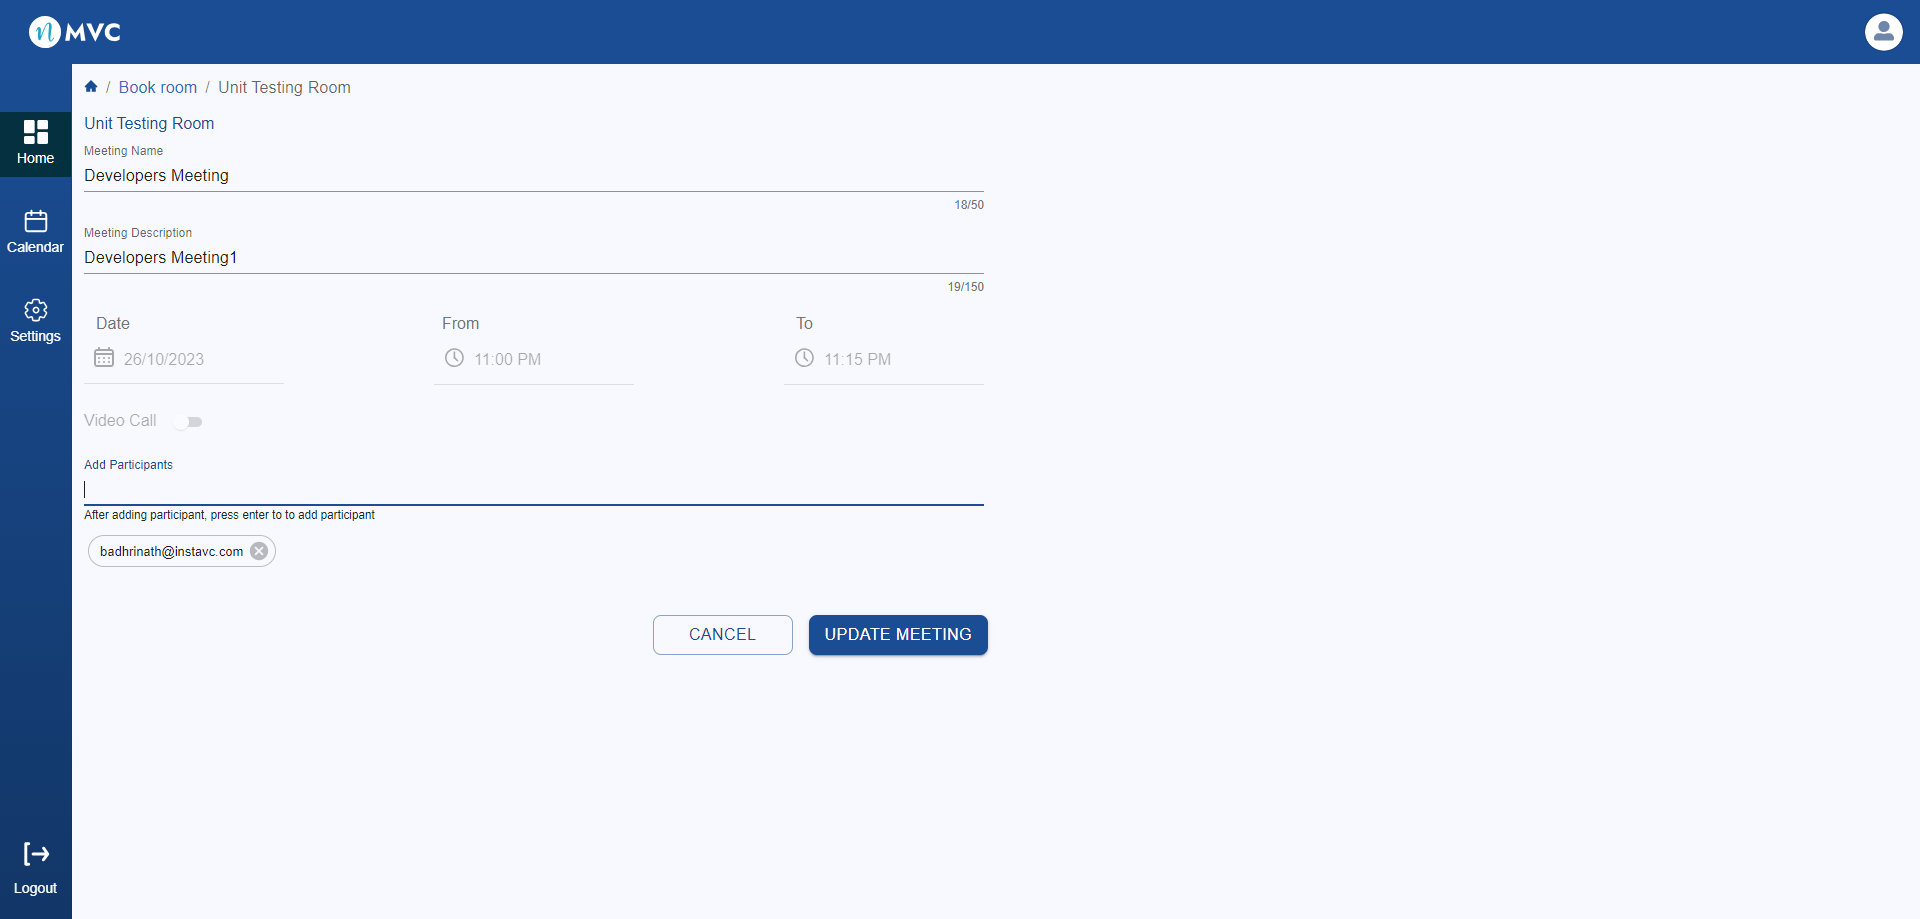 n MVC
/ Book room / Unit Testing Room
Home
Calendar
Settings
Logout
Unit Testing Room
Meeting Name
Developers Meeting
18/50
Meeting Description
Developers Meeting1
19/150
Date From To
26/10/2023 11:00 PM 11:15 PM
Video Call
Add Participants
After adding participant, press enter to to add participant
badhrinath@instavc.com
CANCEL UPDATE MEETING